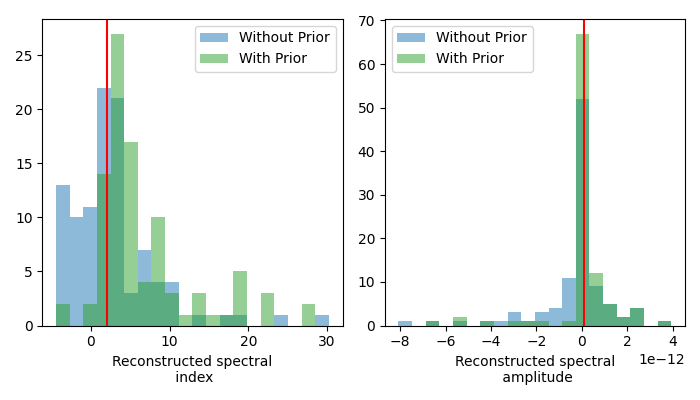 Without Prior
With Prior
25
20
15
10
5
0
0
10
20
30
Reconstructed spectral
index
Without Prior
With Prior
70
60
50
40
30
20
10
0
−8
−6
−4
−2
0
2
4
1e−12
Reconstructed spectral
amplitude